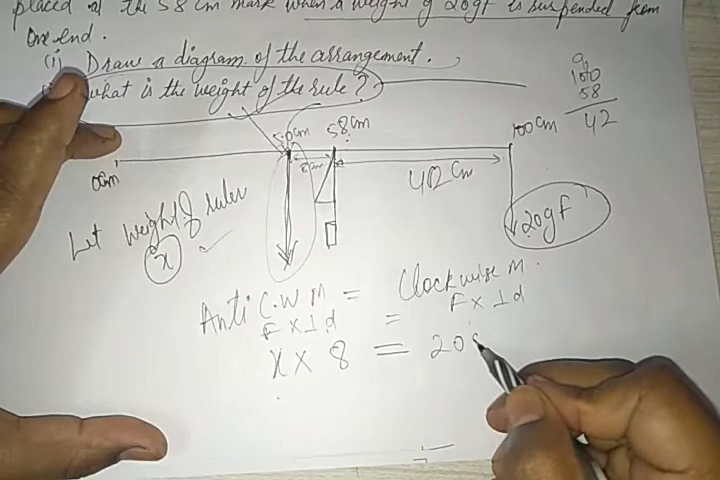 placed at the 58 cm mark when a weight of 20gf is suspended from
one end.
(i) Draw a diagram of the arrangement.
what is the weight of the rule?
100
58
42
50cm 58cm 100cm
0cm 8cm 42 cm
20gf
Let weight of ruler
x
Anti C.W M = Clockwise M.
F × ⊥ d = F × ⊥ d
x × 8 = 20